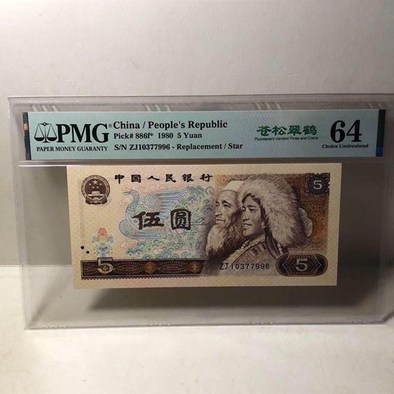 PMG
PAPER MONEY GUARANTY
China / People's Republic
Pick# 886f* 1980 5 Yuan
S/N ZJ10377996 - Replacement / Star
苍松翠鹤
64
Choice Uncirculated
中国人民银行
5
伍圆
ZJ10377996
5
5